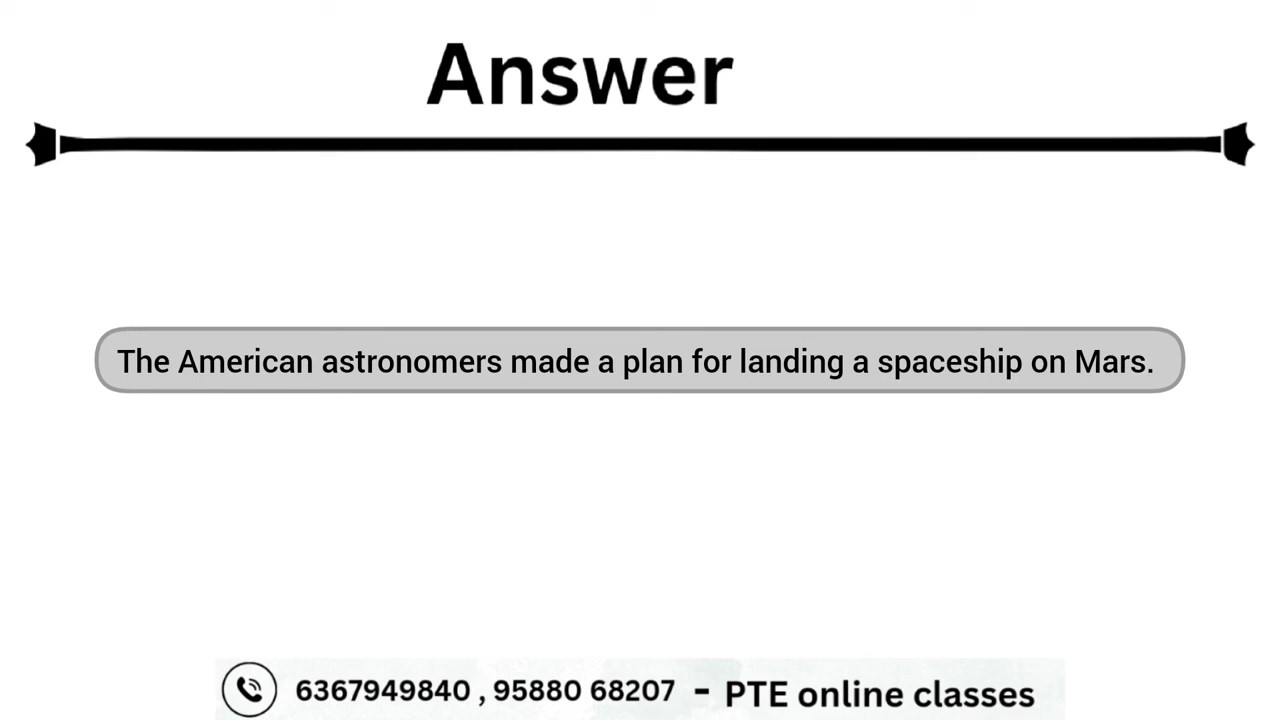 Answer
The American astronomers made a plan for landing a spaceship on Mars.
6367949840 , 95880 68207 - PTE online classes